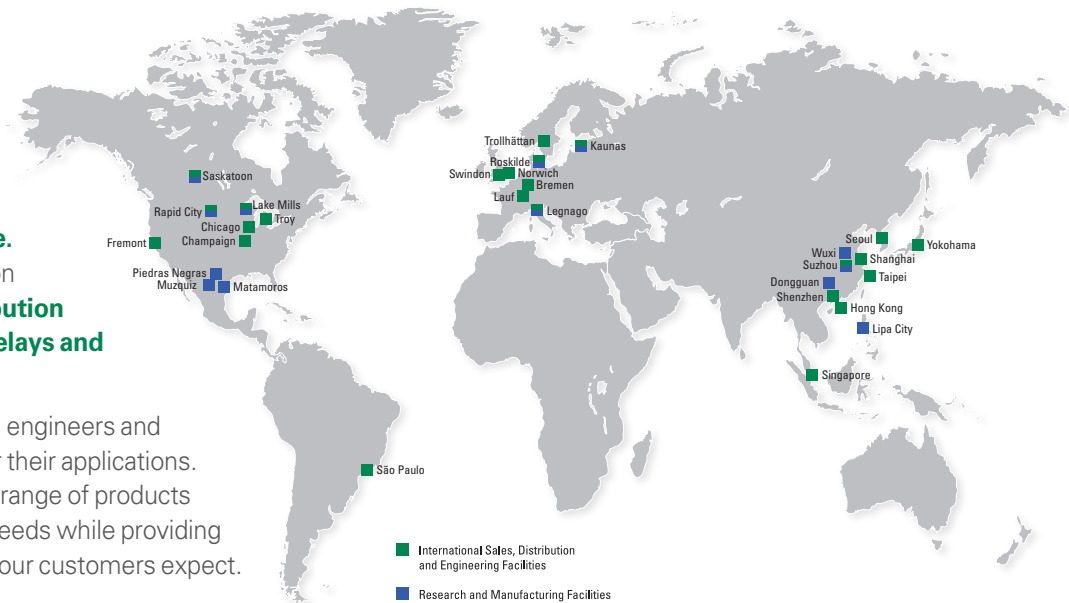 e.
on
bution
elays and
engineers and
r their applications.
range of products
eeds while providing
our customers expect.
Trollhättan
Kaunas
Roskilde
Swindon
Norwich
Bremen
Lauf
Legnago
Saskatoon
Rapid City
Lake Mills
Troy
Chicago
Champaign
Fremont
Piedras Negras
Muzquiz
Matamoros
Seoul
Yokohama
Wuxi
Shanghai
Suzhou
Taipei
Dongguan
Shenzhen
Hong Kong
Lipa City
Singapore
São Paulo
International Sales, Distribution
and Engineering Facilities
Research and Manufacturing Facilities